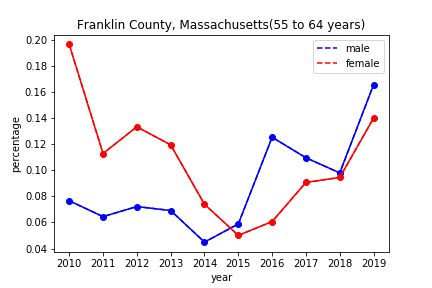 Franklin County, Massachusetts(55 to 64 years)
male
female
percentage
0.20
0.18
0.16
0.14
0.12
0.10
0.08
0.06
0.04
2010 2011 2012 2013 2014 2015 2016 2017 2018 2019
year